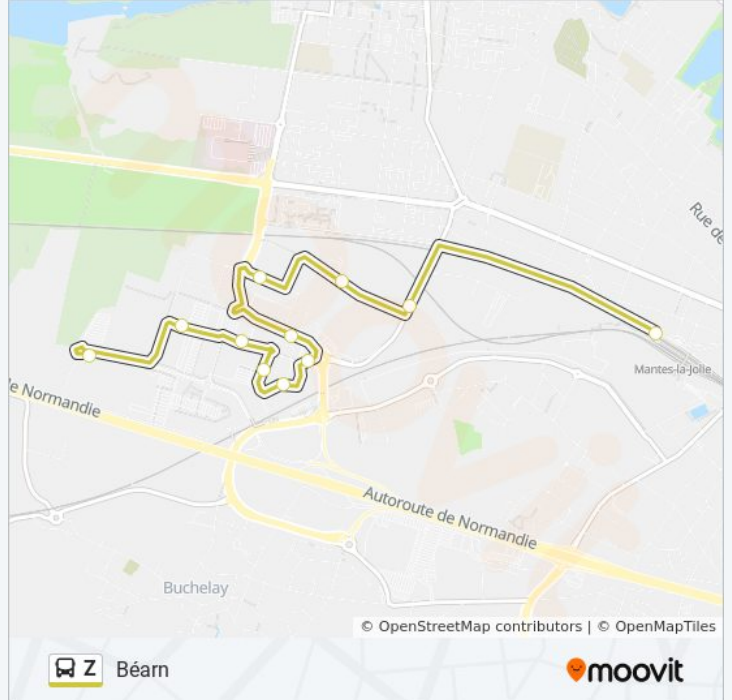 Rue de
Mantes-la-Jolie
de Normandie
Autoroute de Normandie
Buchelay
© OpenStreetMap contributors | © OpenMapTiles
Z Béarn
moovit